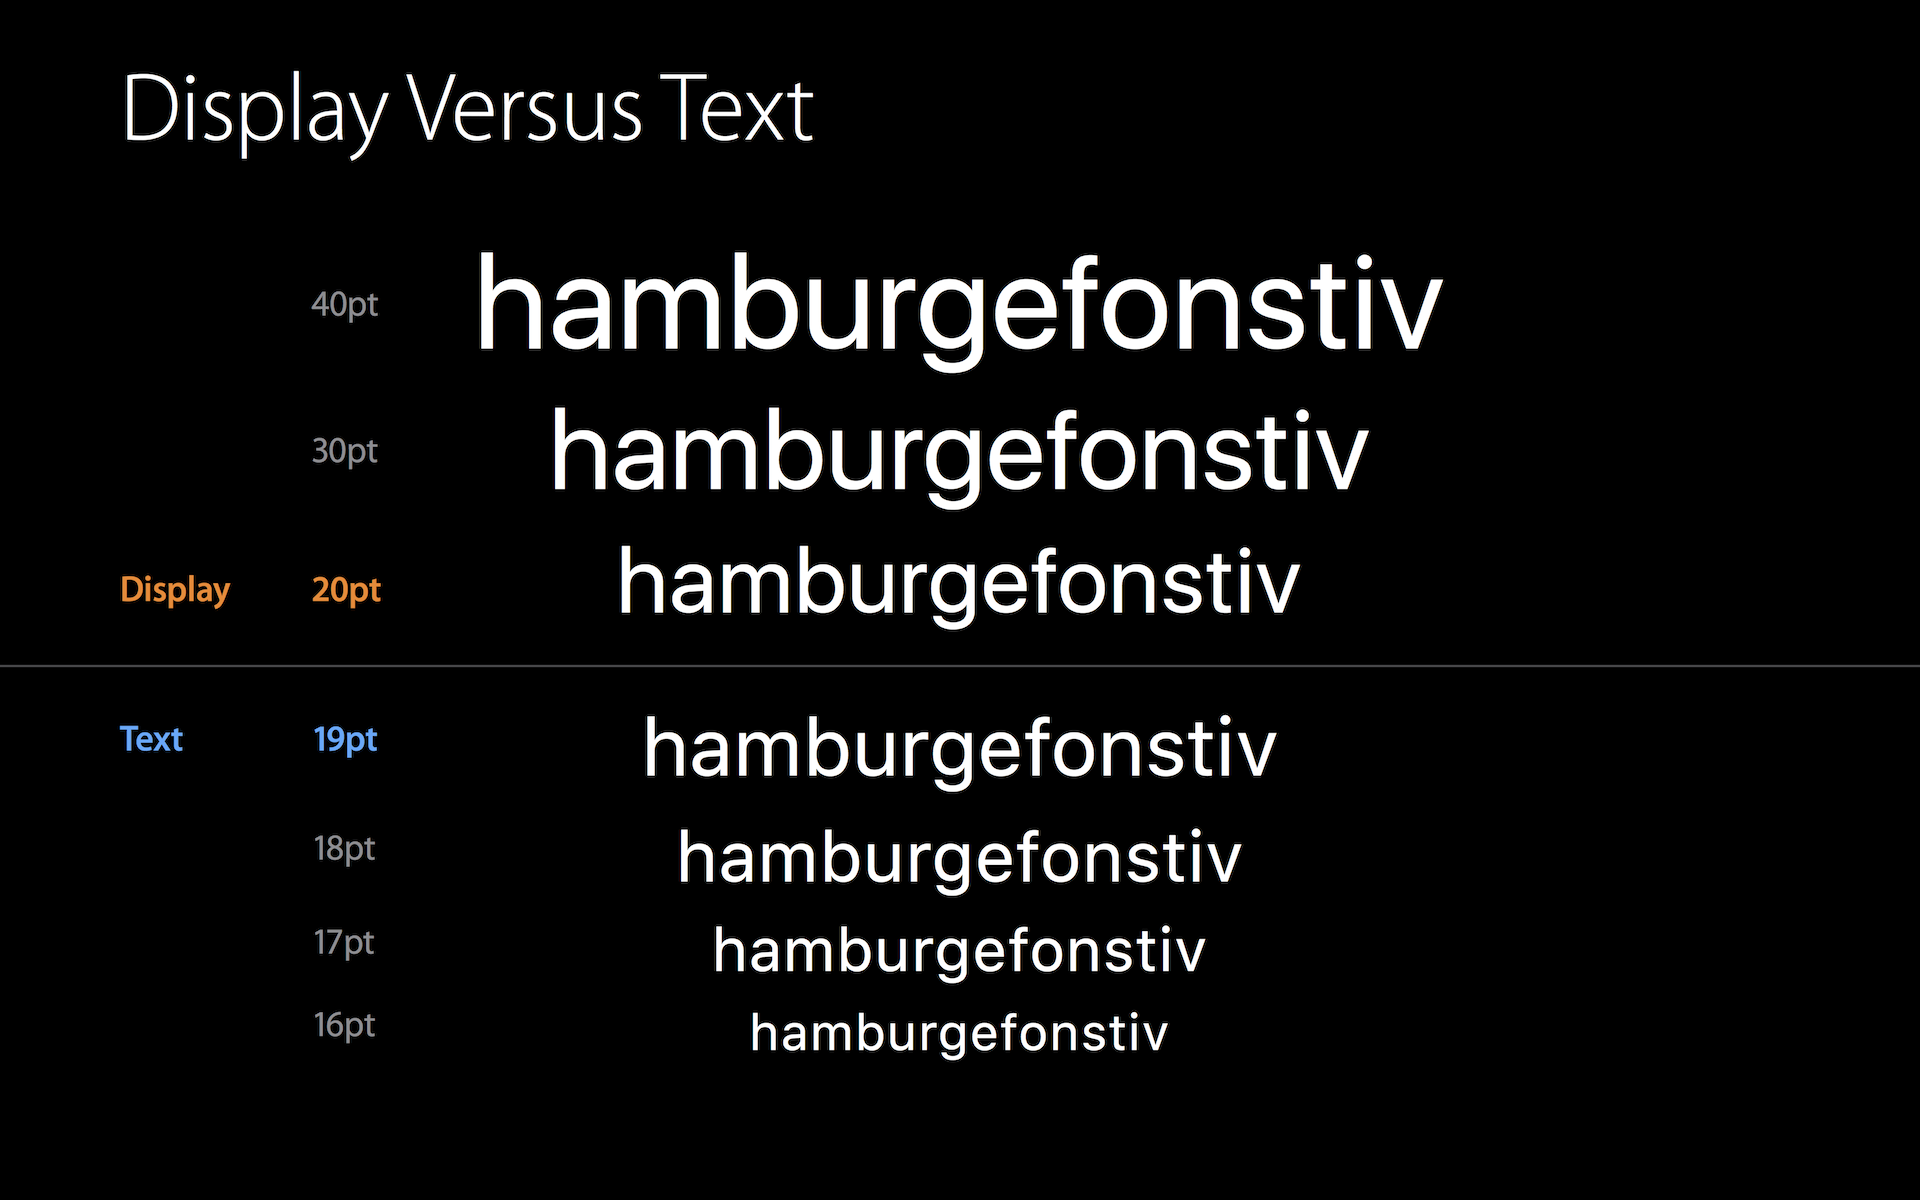 Display Versus Text
40pt hamburgefonstiv
30pt hamburgefonstiv
Display 20pt hamburgefonstiv
Text 19pt hamburgefonstiv
18pt hamburgefonstiv
17pt hamburgefonstiv
16pt hamburgefonstiv